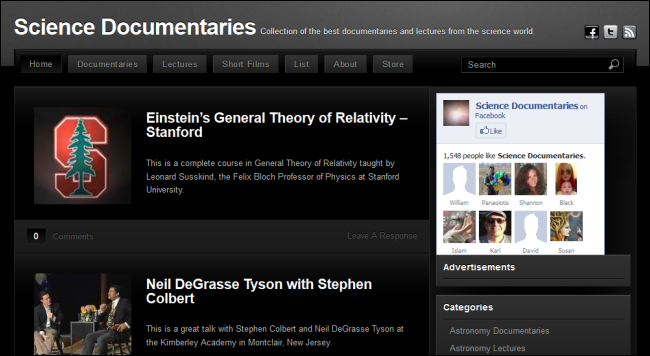 Science Documentaries Collection of the best documentaries and lectures from the science world.
Home Documentaries Lectures Short Films List About Store Search
S
Einstein's General Theory of Relativity –
Stanford
This is a complete course in General Theory of Relativity taught by
Leonard Susskind, the Felix Bloch Professor of Physics at Stanford
University.
0 Comments Leave A Response
Neil DeGrasse Tyson with Stephen
Colbert
This is a great talk with Stephen Colbert and Neil DeGrasse Tyson at
the Kimberley Academy in Montclair, New Jersey.
Science Documentaries on
Facebook
Like
1,548 people like Science Documentaries.
William Panagiotis Shannon Black
Islam Karl David Susan
Advertisements
Categories
Astronomy Documentaries
Astronomy Lectures